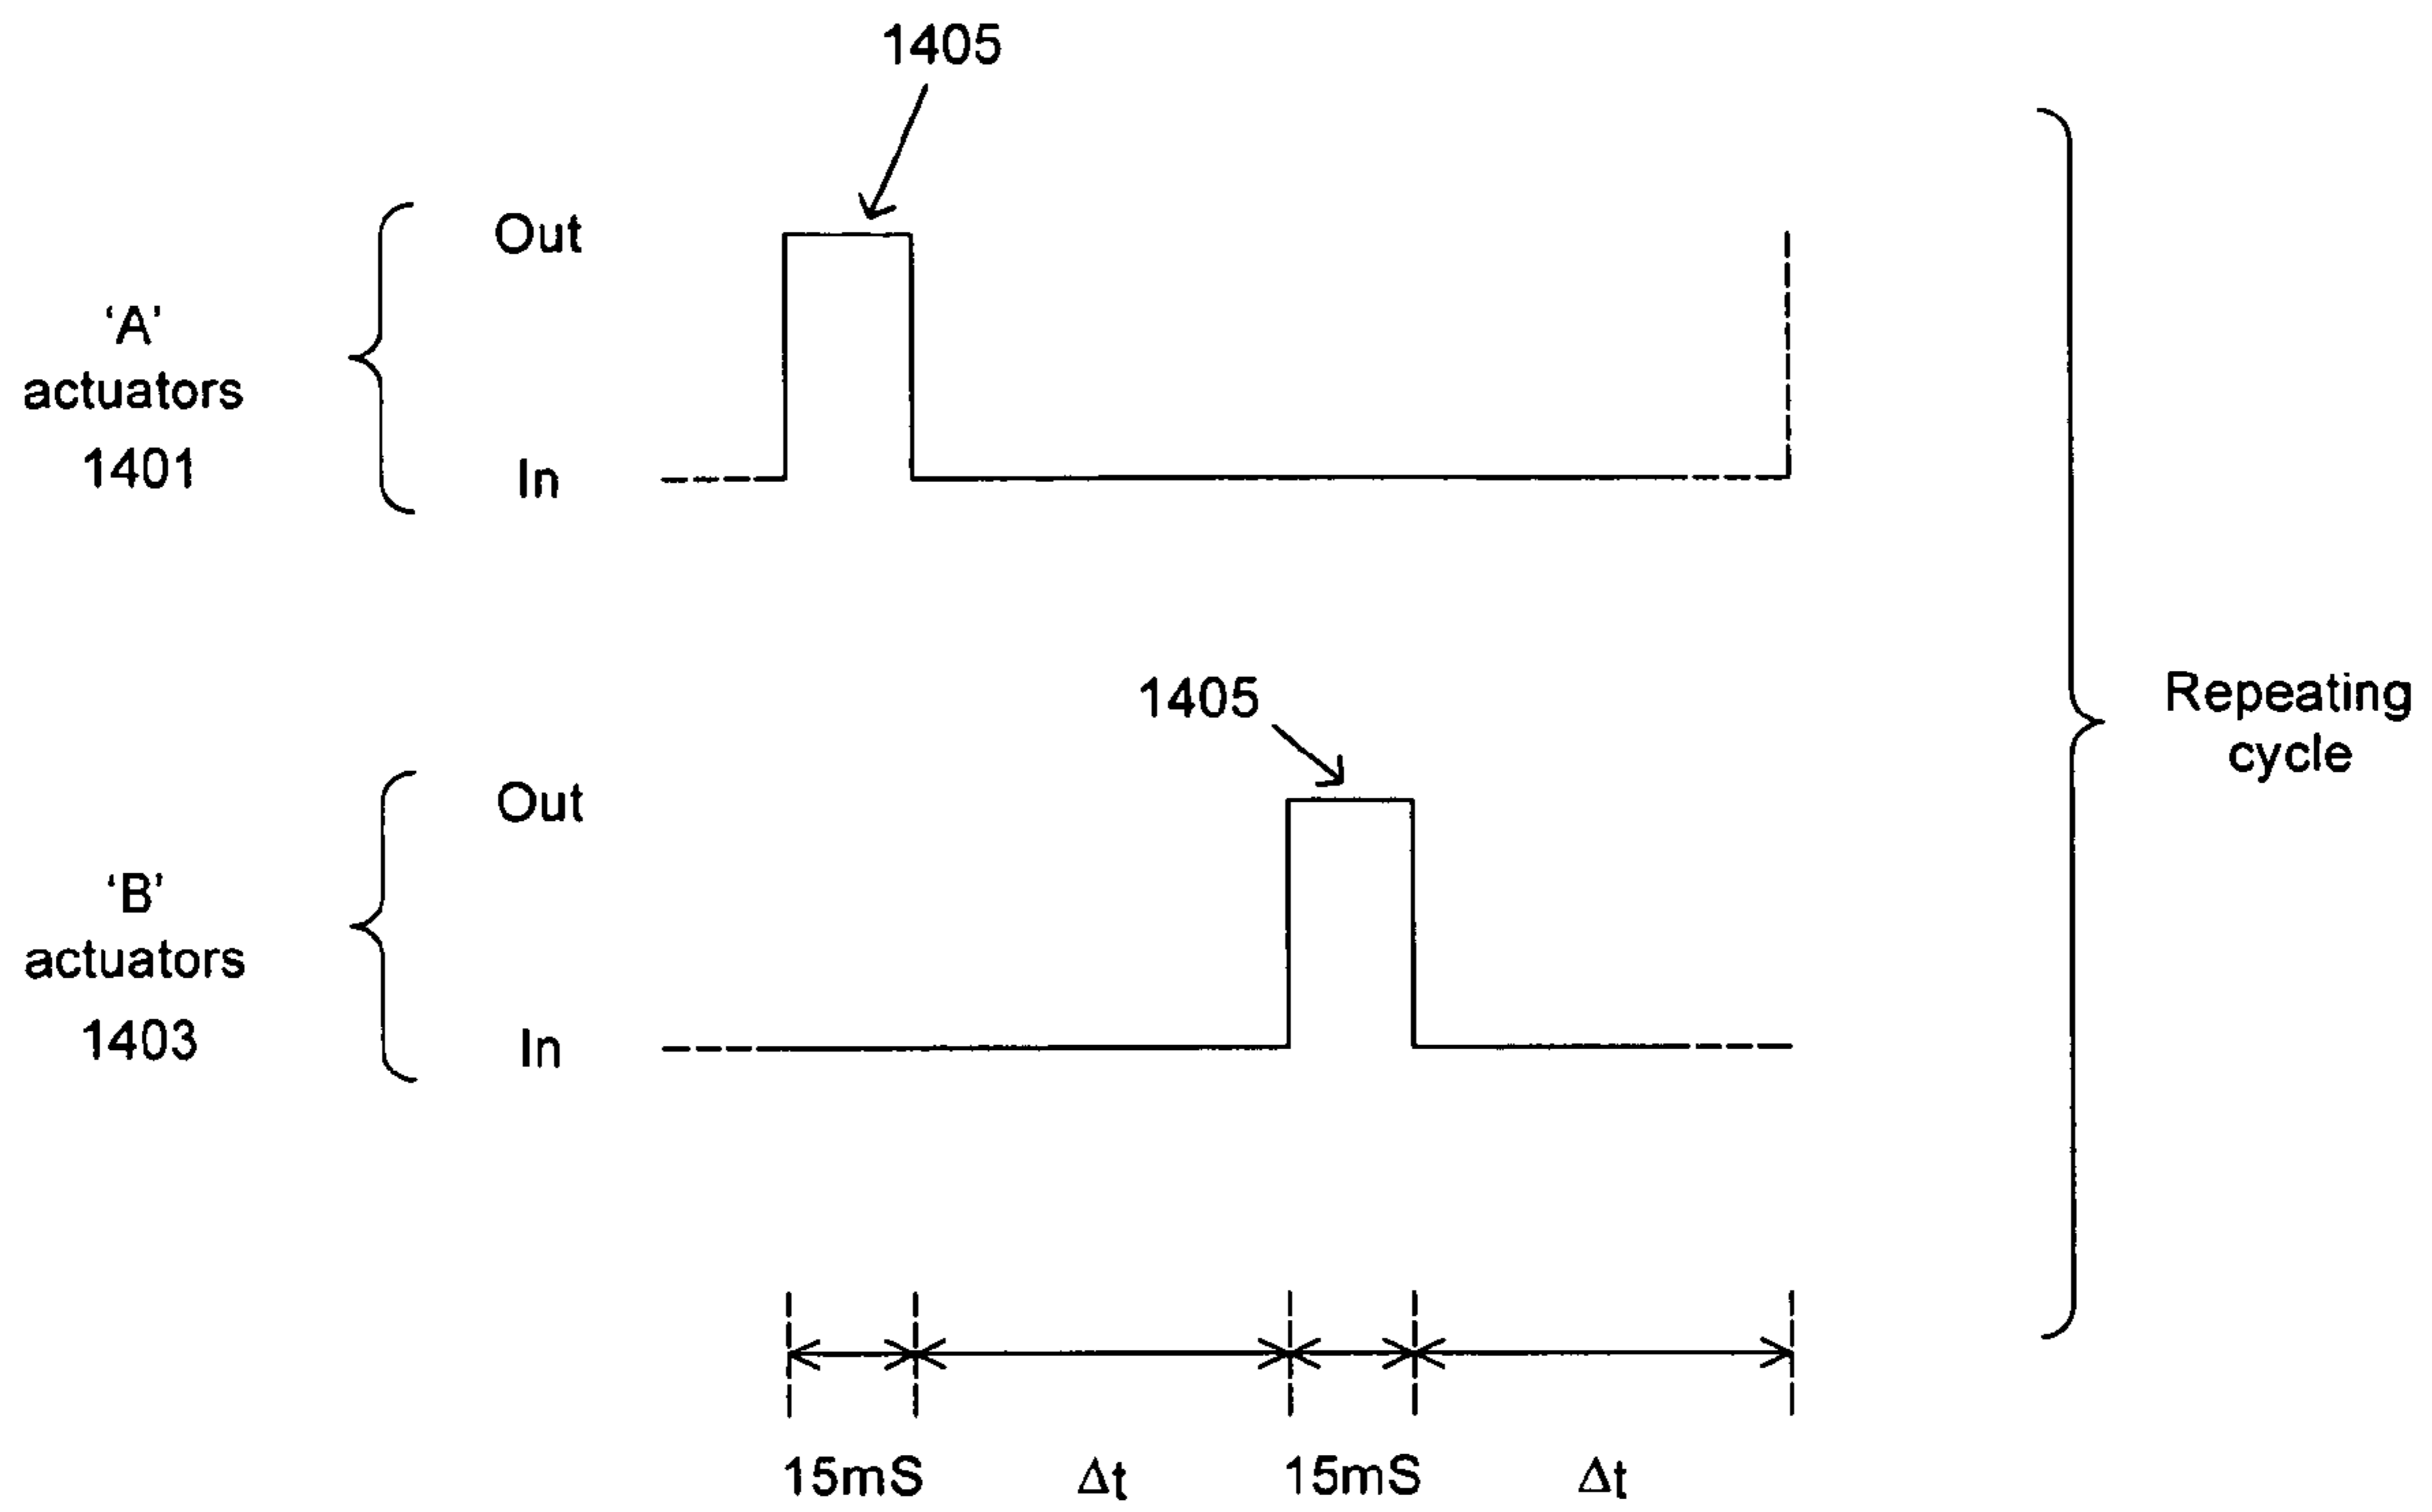 1405
Out
‘A’
actuators
1401
In
1405
Repeating
cycle
Out
‘B’
actuators
1403
In
15mS Δt 15mS Δt